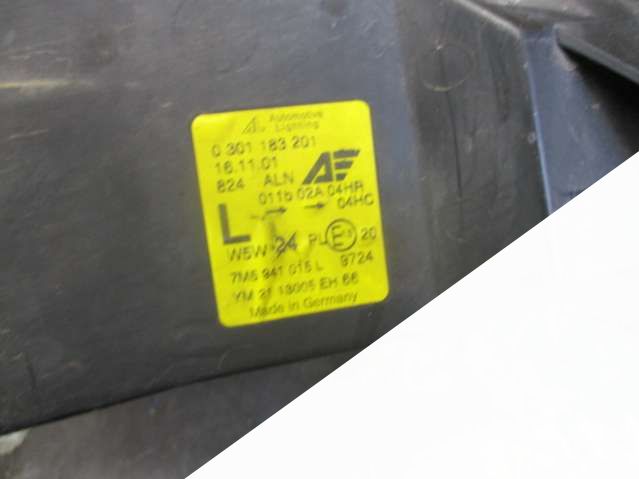 Automotive
Lighting
0 301 183 201
16.11.01
824 ALN
011b 02A 04HR
04HC
L
W5W 24 PL E 20
7M5 941 015 L 9724
YM 21 13005 EH 66
Made in Germany